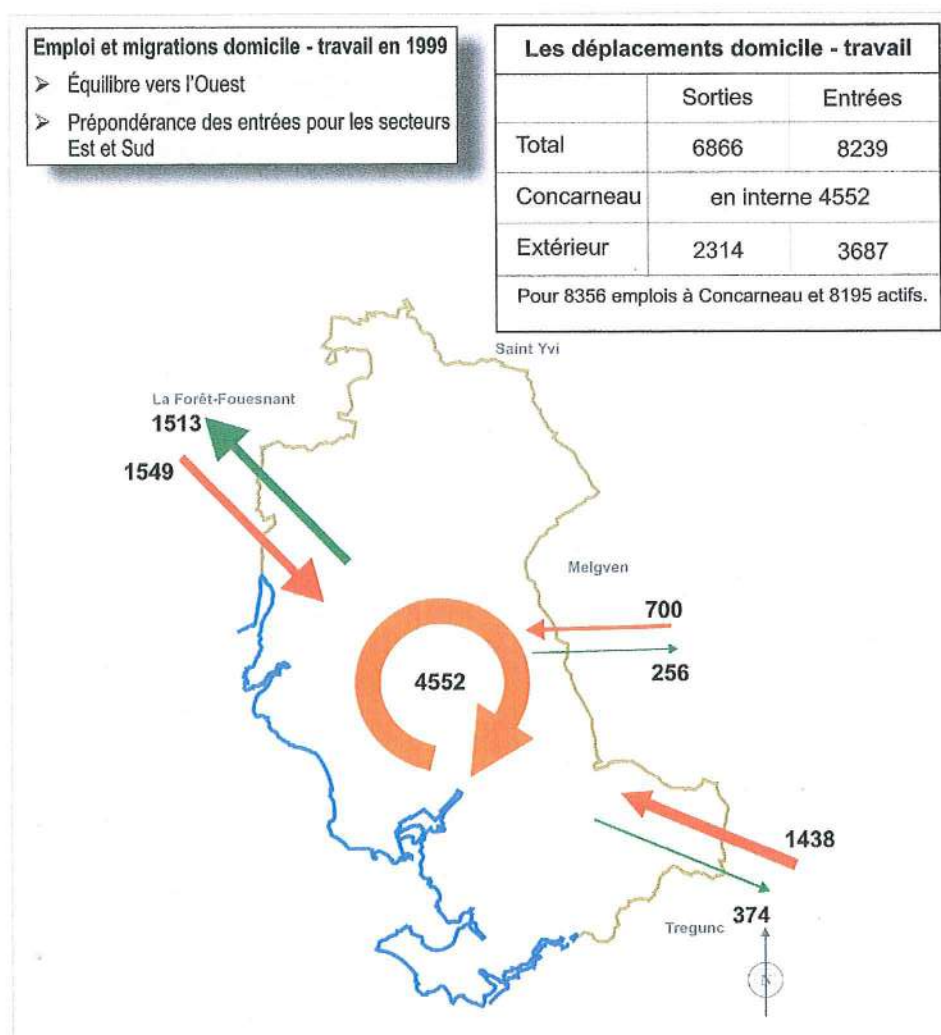 Emploi et migrations domicile - travail en 1999
➢ Équilibre vers l'Ouest
➢ Prépondérance des entrées pour les secteurs
Est et Sud
Les déplacements domicile - travail
Sorties Entrées
Total 6866 8239
Concarneau en interne 4552
Extérieur 2314 3687
Pour 8356 emplois à Concarneau et 8195 actifs.
Saint Yvi
La Forêt-Fouesnant
1513
1549
Melgven
700
256
4552
1438
374
Tregunc
N